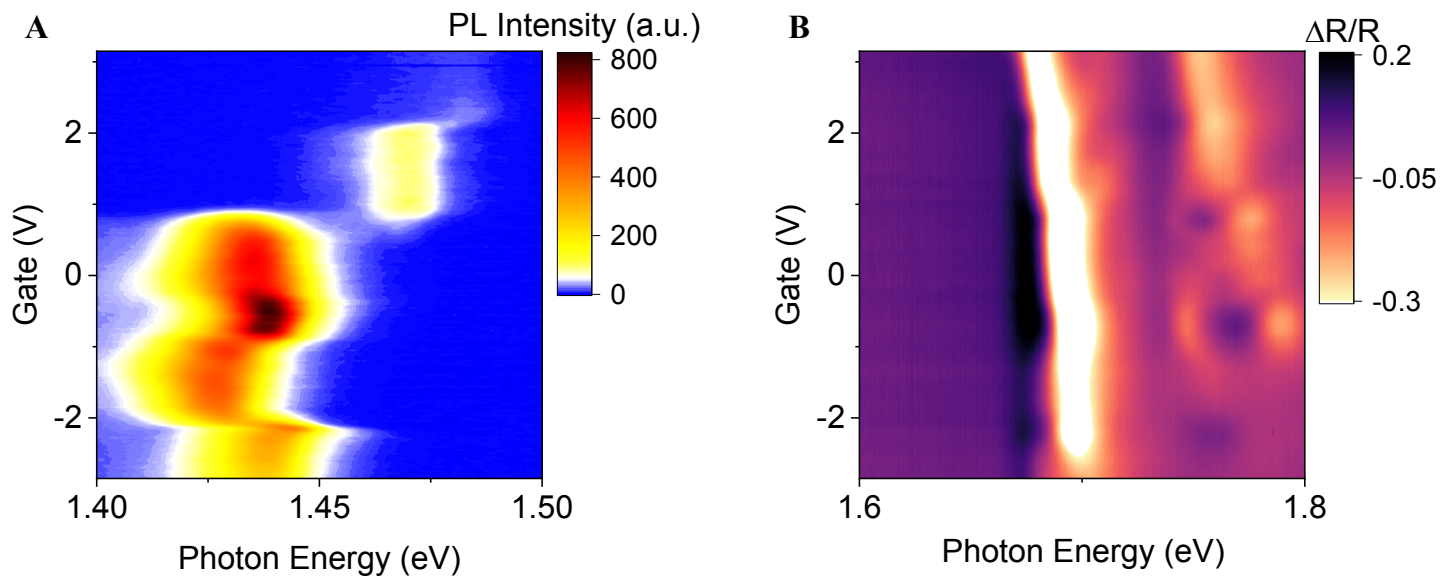 A
PL Intensity (a.u.)
800
600
400
200
0
2
0
-2
Gate (V)
1.40
1.45
1.50
Photon Energy (eV)
B
ΔR/R
0.2
-0.05
-0.3
2
0
-2
Gate (V)
1.6
1.8
Photon Energy (eV)